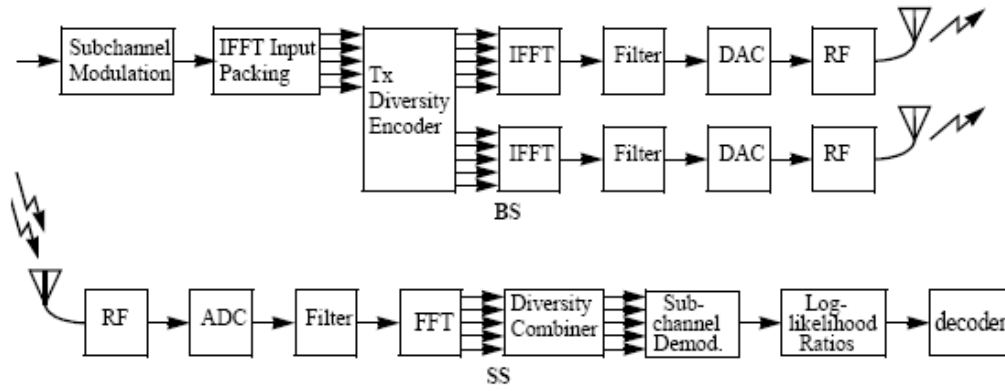 Subchannel
Modulation
IFFT Input
Packing
Tx
Diversity
Encoder
IFFT
Filter
DAC
RF
IFFT
Filter
DAC
RF
BS
RF
ADC
Filter
FFT
Diversity
Combiner
Sub-
channel
Demod.
Log-
likelihood
Ratios
decoder
SS